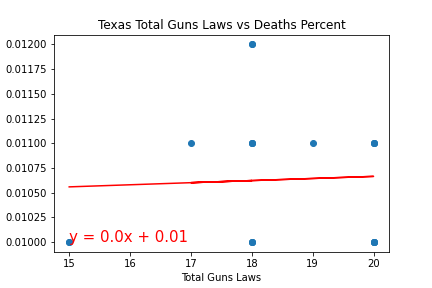 Texas Total Guns Laws vs Deaths Percent
0.01200
0.01175
0.01150
0.01125
0.01100
0.01075
0.01050
0.01025
0.01000
y = 0.0x + 0.01
15 16 17 18 19 20
Total Guns Laws